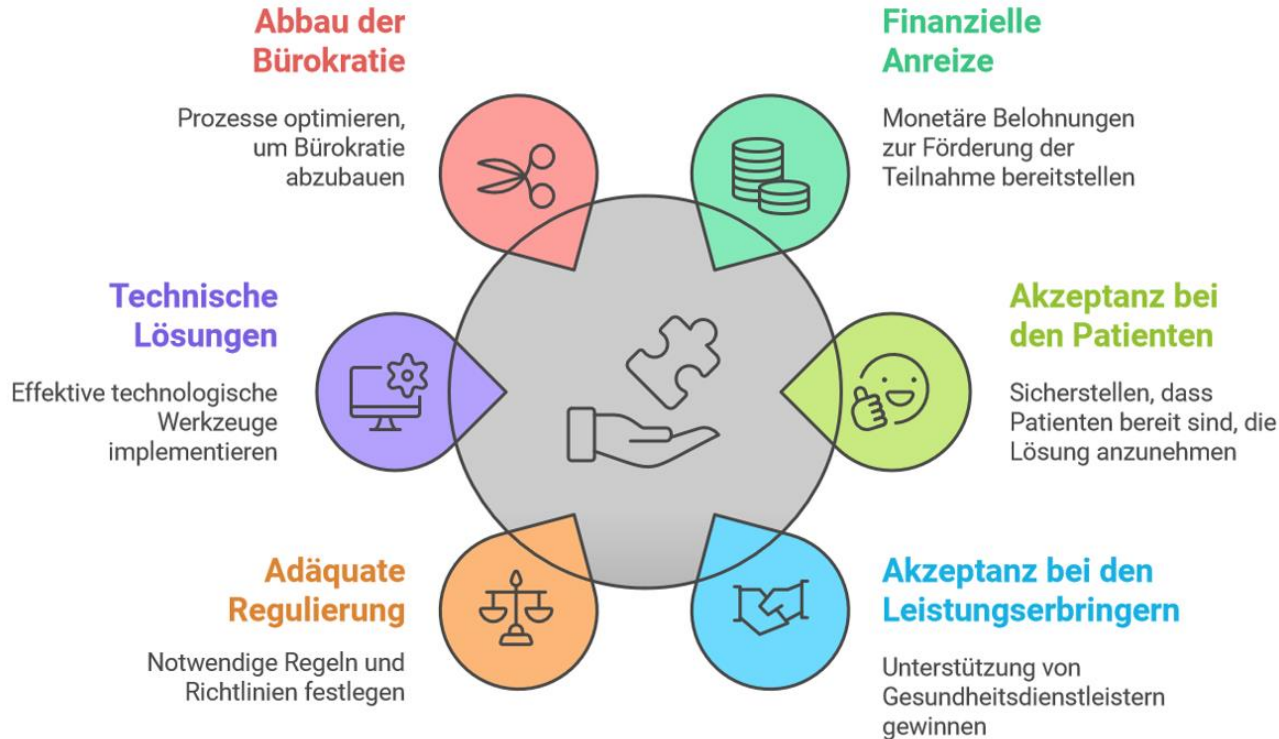 Abbau der
Bürokratie
Prozesse optimieren,
um Bürokratie
abzubauen
Finanzielle
Anreize
Monetäre Belohnungen
zur Förderung der
Teilnahme bereitstellen
Technische
Lösungen
Effektive technologische
Werkzeuge
implementieren
Akzeptanz bei
den Patienten
Sicherstellen, dass
Patienten bereit sind, die
Lösung anzunehmen
Adäquate
Regulierung
Notwendige Regeln und
Richtlinien festlegen
Akzeptanz bei den
Leistungserbringern
Unterstützung von
Gesundheitsdienstleistern
gewinnen